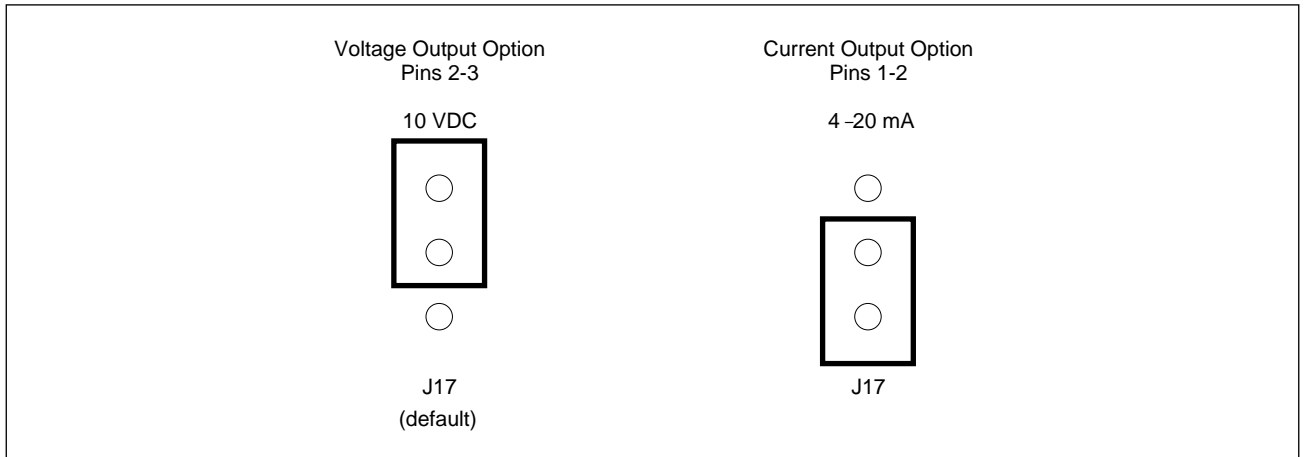 Voltage Output Option
Pins 2-3
10 VDC
J17
(default)
Current Output Option
Pins 1-2
4 –20 mA
J17